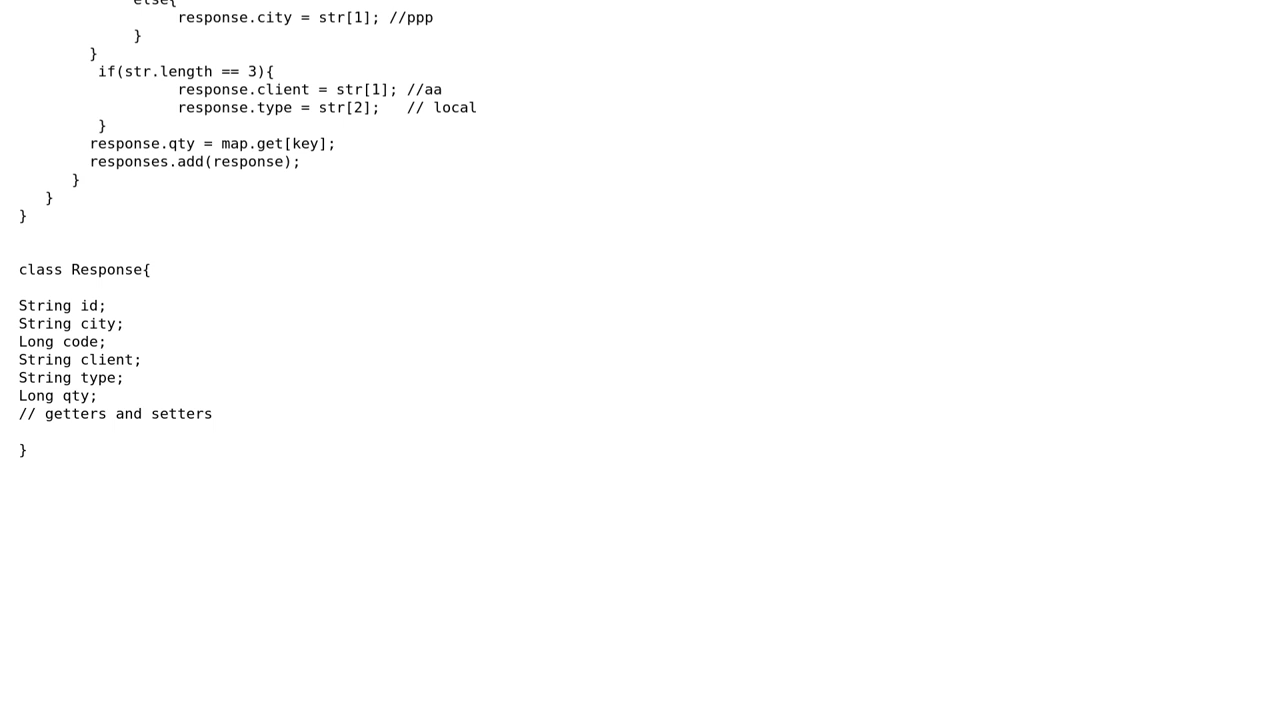 else{
response.city = str[1]; //ppp
}
}
if(str.length == 3){
response.client = str[1]; //aa
response.type = str[2];   // local
}
response.qty = map.get[key];
responses.add(response);
}
}
}
class Response{
String id;
String city;
Long code;
String client;
String type;
Long qty;
// getters and setters
}